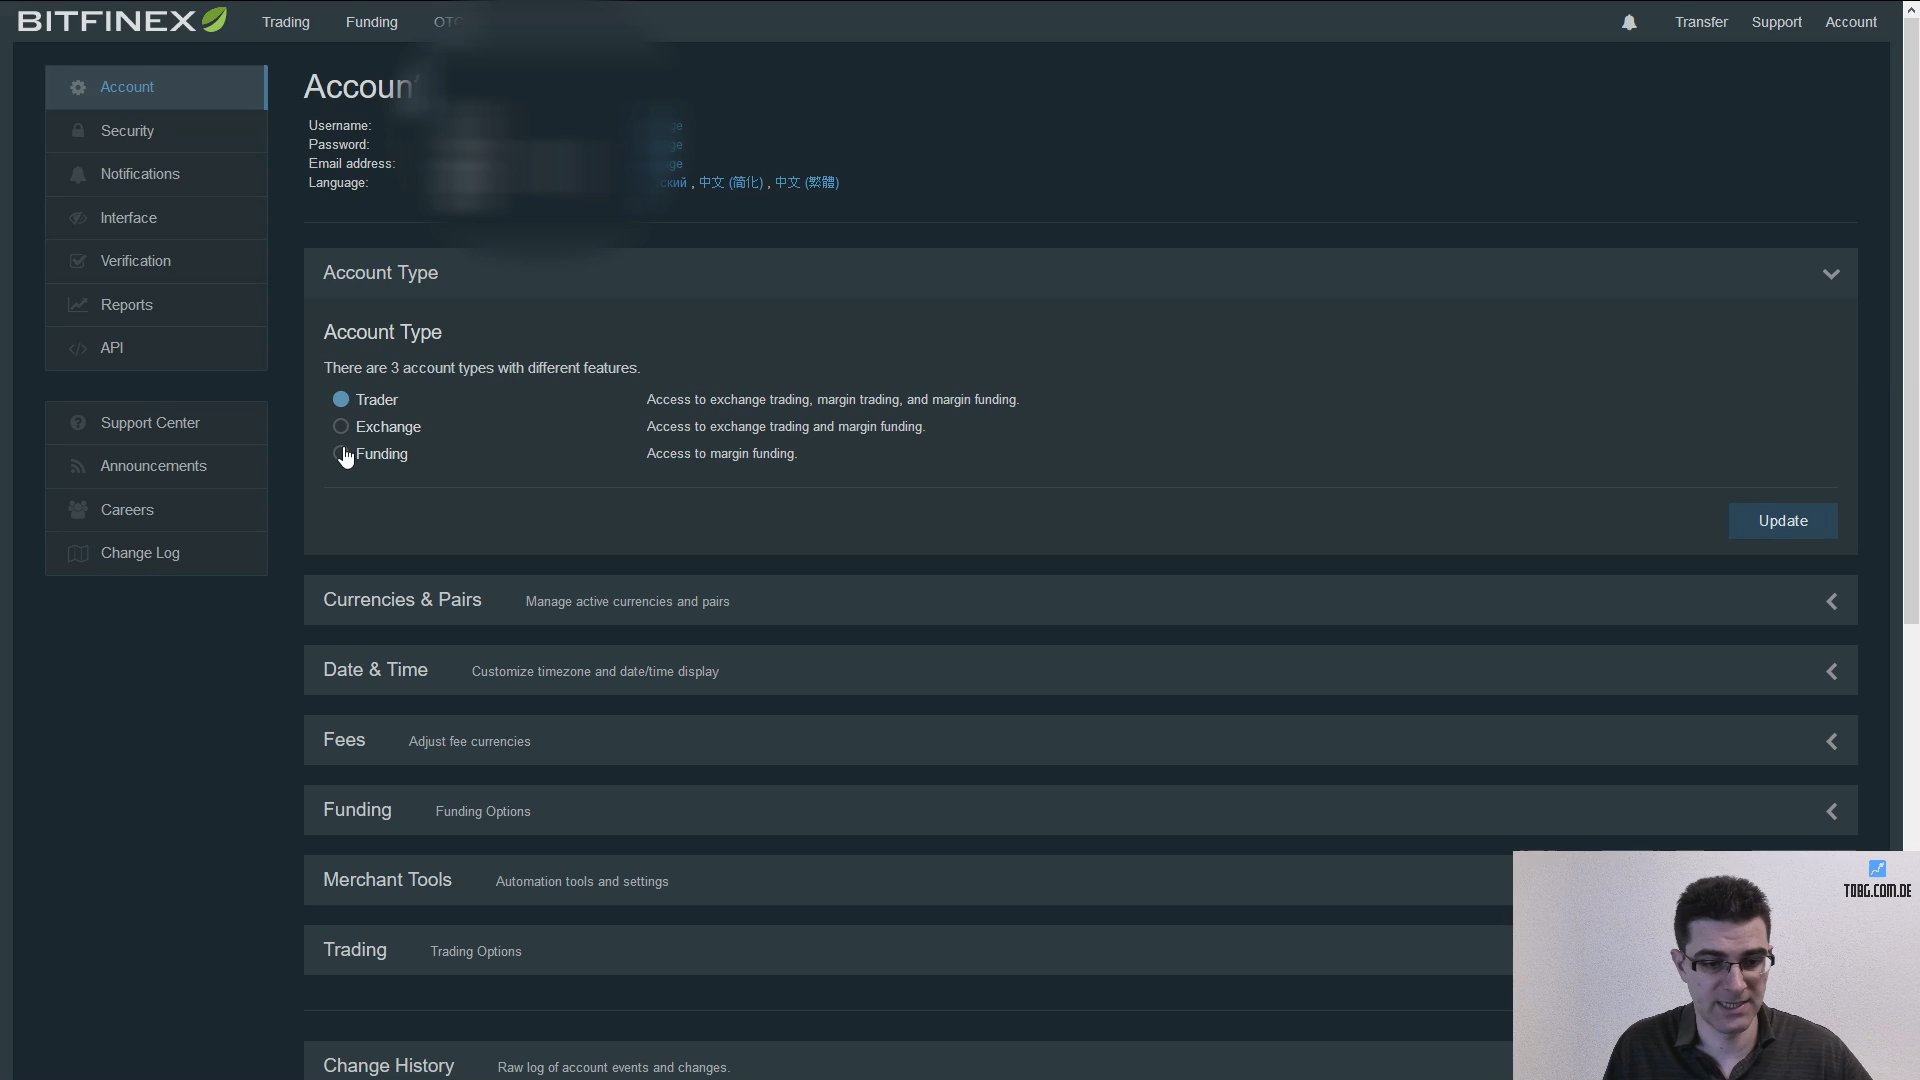 BITFINEX Trading Funding OTC Transfer Support Account
Account
Security
Notifications
Interface
Verification
Reports
API
Support Center
Announcements
Careers
Change Log
Account
Username:
Password:
Email address:
Language: , 中文 (简化) , 中文 (繁體)
Account Type
Account Type
There are 3 account types with different features.
Trader Access to exchange trading, margin trading, and margin funding.
Exchange Access to exchange trading and margin funding.
Funding Access to margin funding.
Update
Currencies & Pairs Manage active currencies and pairs
Date & Time Customize timezone and date/time display
Fees Adjust fee currencies
Funding Funding Options
Merchant Tools Automation tools and settings
Trading Trading Options
Change History Raw log of account events and changes.
TOBG.COM.DE